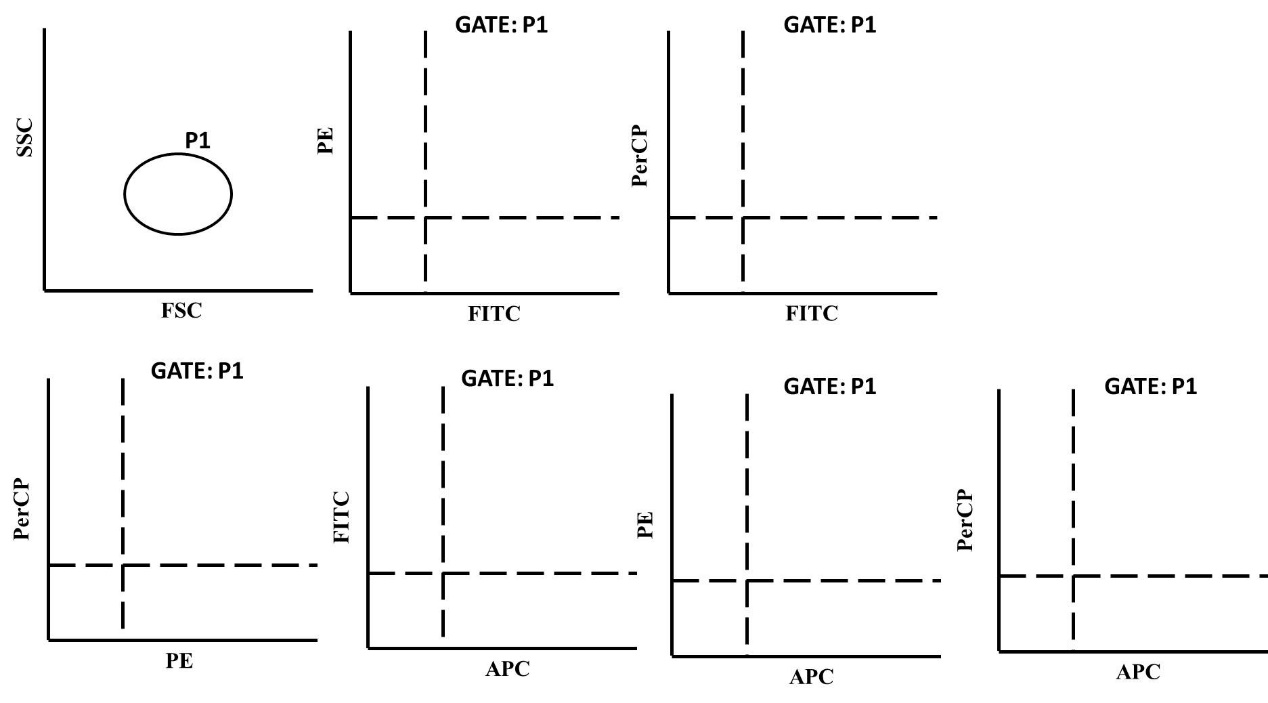 GATE: P1
GATE: P1
SSC
P1
PE
PerCP
FSC
FITC
FITC
GATE: P1
GATE: P1
GATE: P1
GATE: P1
PerCP
FITC
PE
PerCP
PE
APC
APC
APC